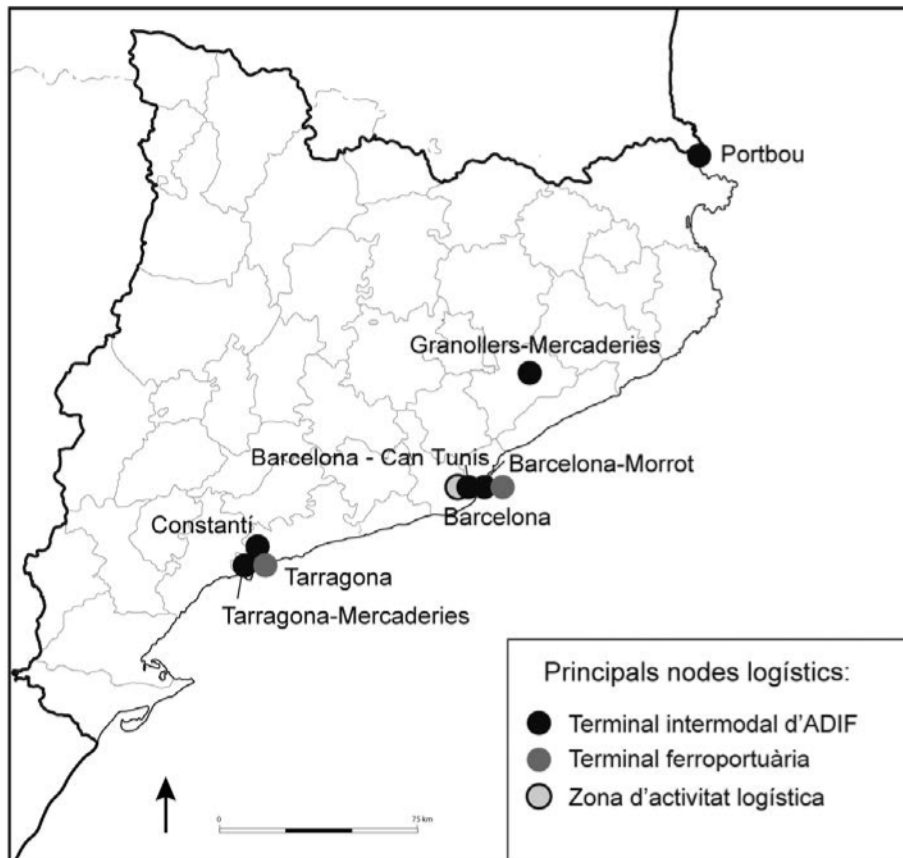 Portbou
Granollers-Mercaderies
Barcelona - Can Tunis
Barcelona-Morrot
Barcelona
Constantí
Tarragona
Tarragona-Mercaderies
Principals nodes logístics:
Terminal intermodal d'ADIF
Terminal ferroportuària
Zona d'activitat logística
0
75 km